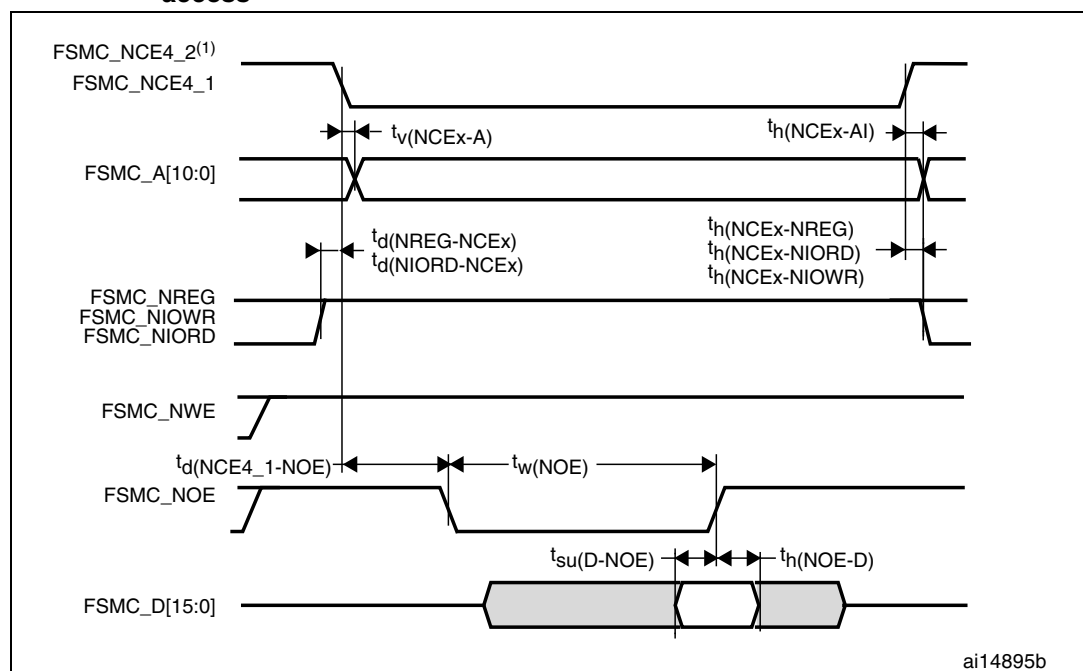 FSMC_NCE4_2(1)
FSMC_NCE4_1
tv(NCEx-A)
th(NCEx-AI)
FSMC_A[10:0]
td(NREG-NCEx)
td(NIORD-NCEx)
th(NCEx-NREG)
th(NCEx-NIORD)
th(NCEx-NIOWR)
FSMC_NREG
FSMC_NIOWR
FSMC_NIORD
FSMC_NWE
td(NCE4_1-NOE)
tw(NOE)
FSMC_NOE
tsu(D-NOE)
th(NOE-D)
FSMC_D[15:0]
ai14895b